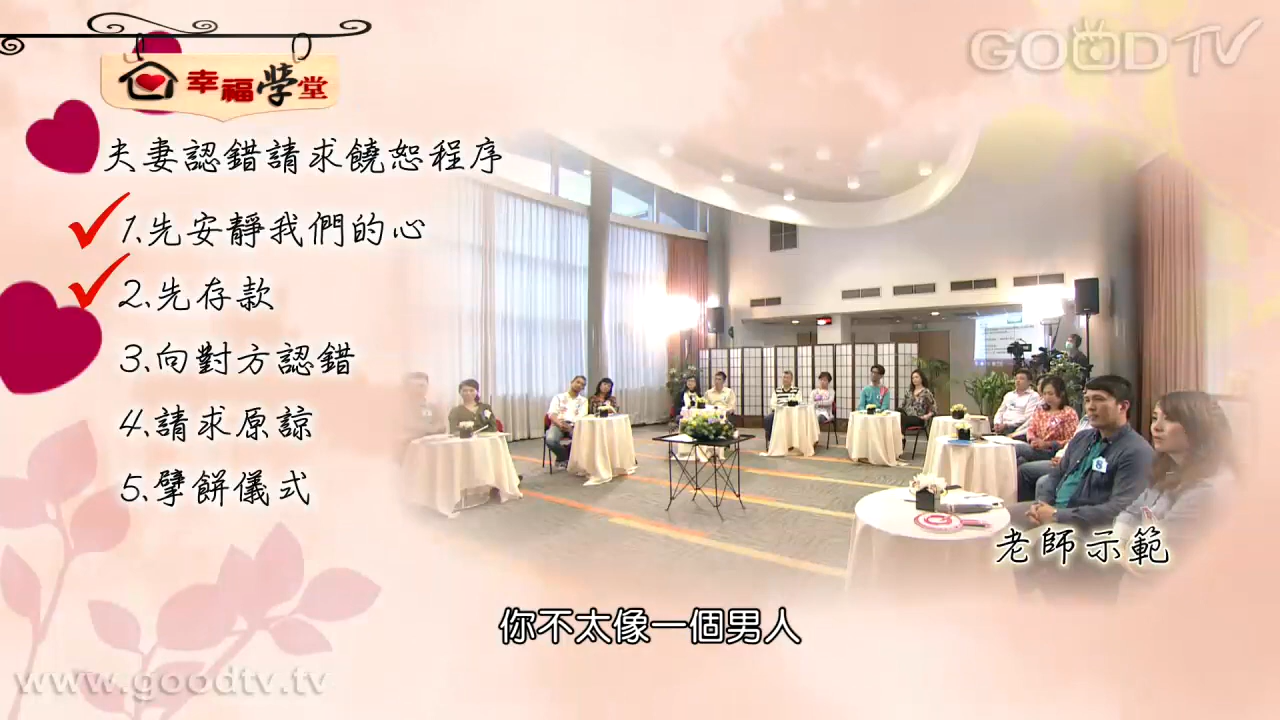 GOODTV
幸福學堂
夫妻認錯請求饒恕程序
1.先安靜我們的心
2.先存款
3.向對方認錯
4.請求原諒
5.擘餅儀式
老師示範
你不太像一個男人
www.goodtv.tv